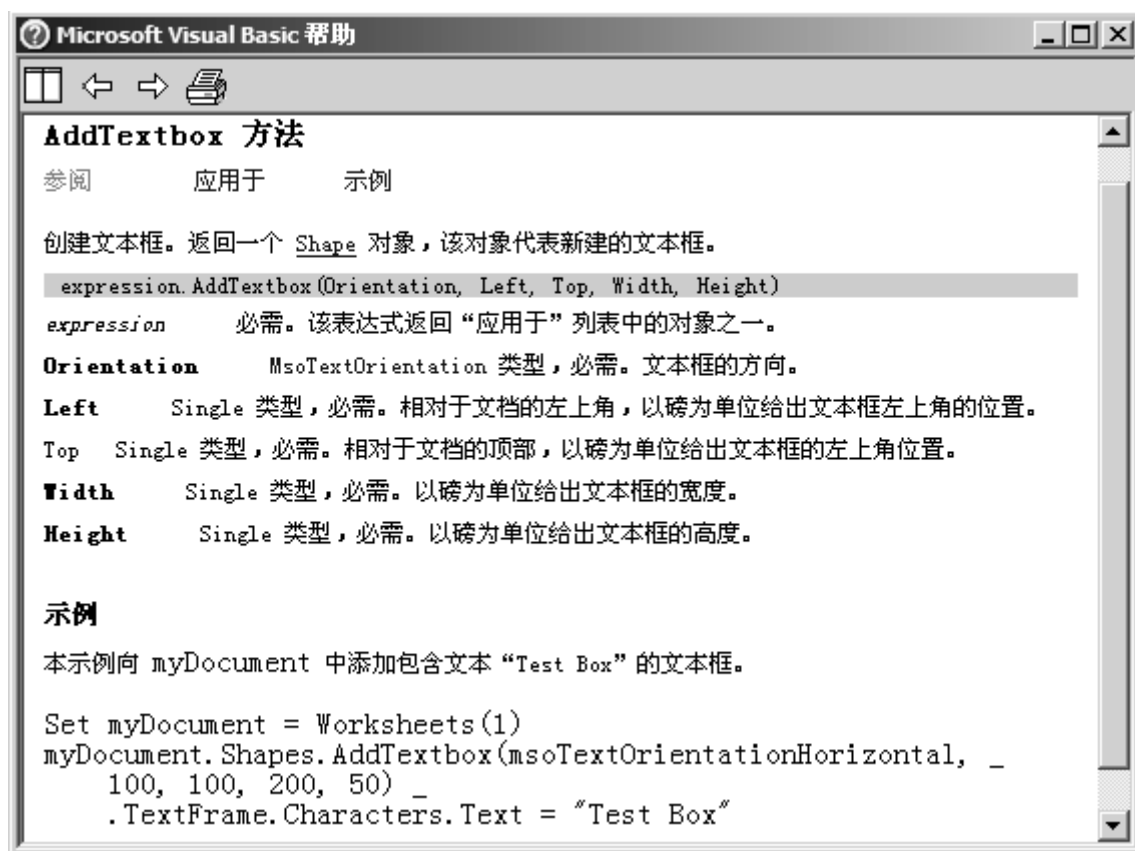 Microsoft Visual Basic 帮助
AddTextbox 方法
参阅 应用于 示例
创建文本框。返回一个 Shape 对象，该对象代表新建的文本框。
expression.AddTextbox(Orientation, Left, Top, Width, Height)
expression 必需。该表达式返回“应用于”列表中的对象之一。
Orientation MsoTextOrientation 类型，必需。文本框的方向。
Left Single 类型，必需。相对于文档的左上角，以磅为单位给出文本框左上角的位置。
Top Single 类型，必需。相对于文档的顶部，以磅为单位给出文本框的左上角位置。
Width Single 类型，必需。以磅为单位给出文本框的宽度。
Height Single 类型，必需。以磅为单位给出文本框的高度。
示例
本示例向 myDocument 中添加包含文本“Test Box”的文本框。
Set myDocument = Worksheets(1)
myDocument.Shapes.AddTextbox(msoTextOrientationHorizontal, _
100, 100, 200, 50) _
.TextFrame.Characters.Text = "Test Box"